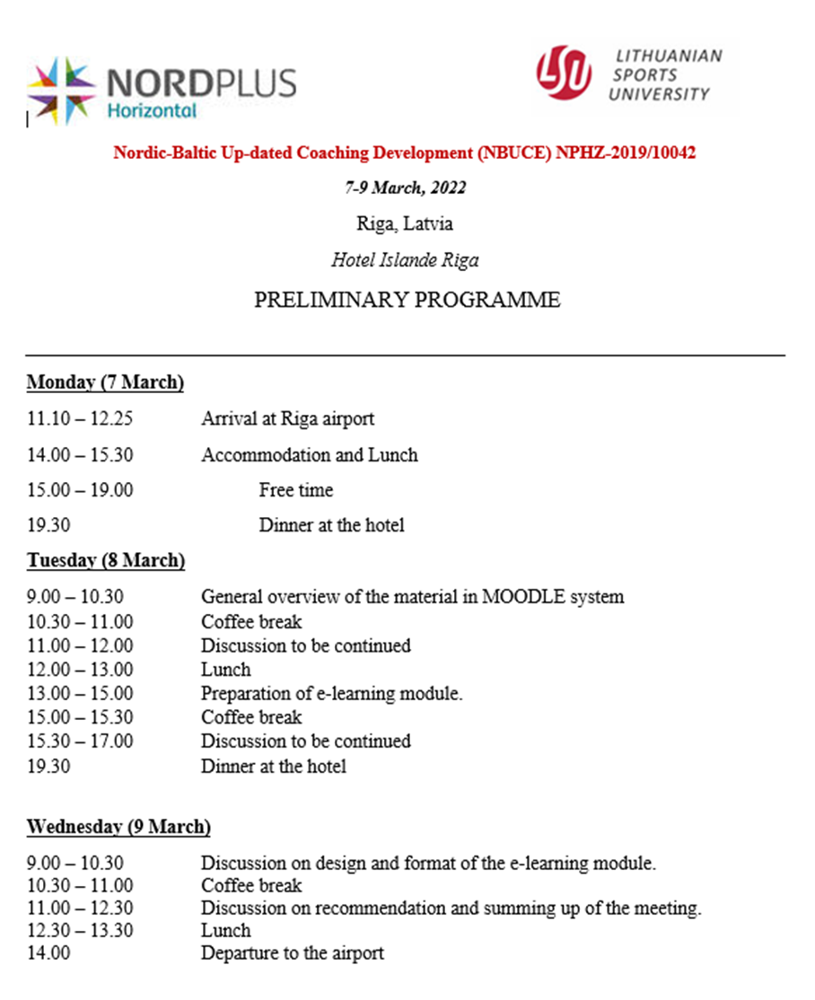 NORDPLUS
Horizontal
LSU
LITHUANIAN
SPORTS
UNIVERSITY
Nordic-Baltic Up-dated Coaching Development (NBUCE) NPHZ-2019/10042
7-9 March, 2022
Riga, Latvia
Hotel Islande Riga
PRELIMINARY PROGRAMME
Monday (7 March)
11.10 – 12.25 Arrival at Riga airport
14.00 – 15.30 Accommodation and Lunch
15.00 – 19.00 Free time
19.30 Dinner at the hotel
Tuesday (8 March)
9.00 – 10.30 General overview of the material in MOODLE system
10.30 – 11.00 Coffee break
11.00 – 12.00 Discussion to be continued
12.00 – 13.00 Lunch
13.00 – 15.00 Preparation of e-learning module.
15.00 – 15.30 Coffee break
15.30 – 17.00 Discussion to be continued
19.30 Dinner at the hotel
Wednesday (9 March)
9.00 – 10.30 Discussion on design and format of the e-learning module.
10.30 – 11.00 Coffee break
11.00 – 12.30 Discussion on recommendation and summing up of the meeting.
12.30 – 13.30 Lunch
14.00 Departure to the airport